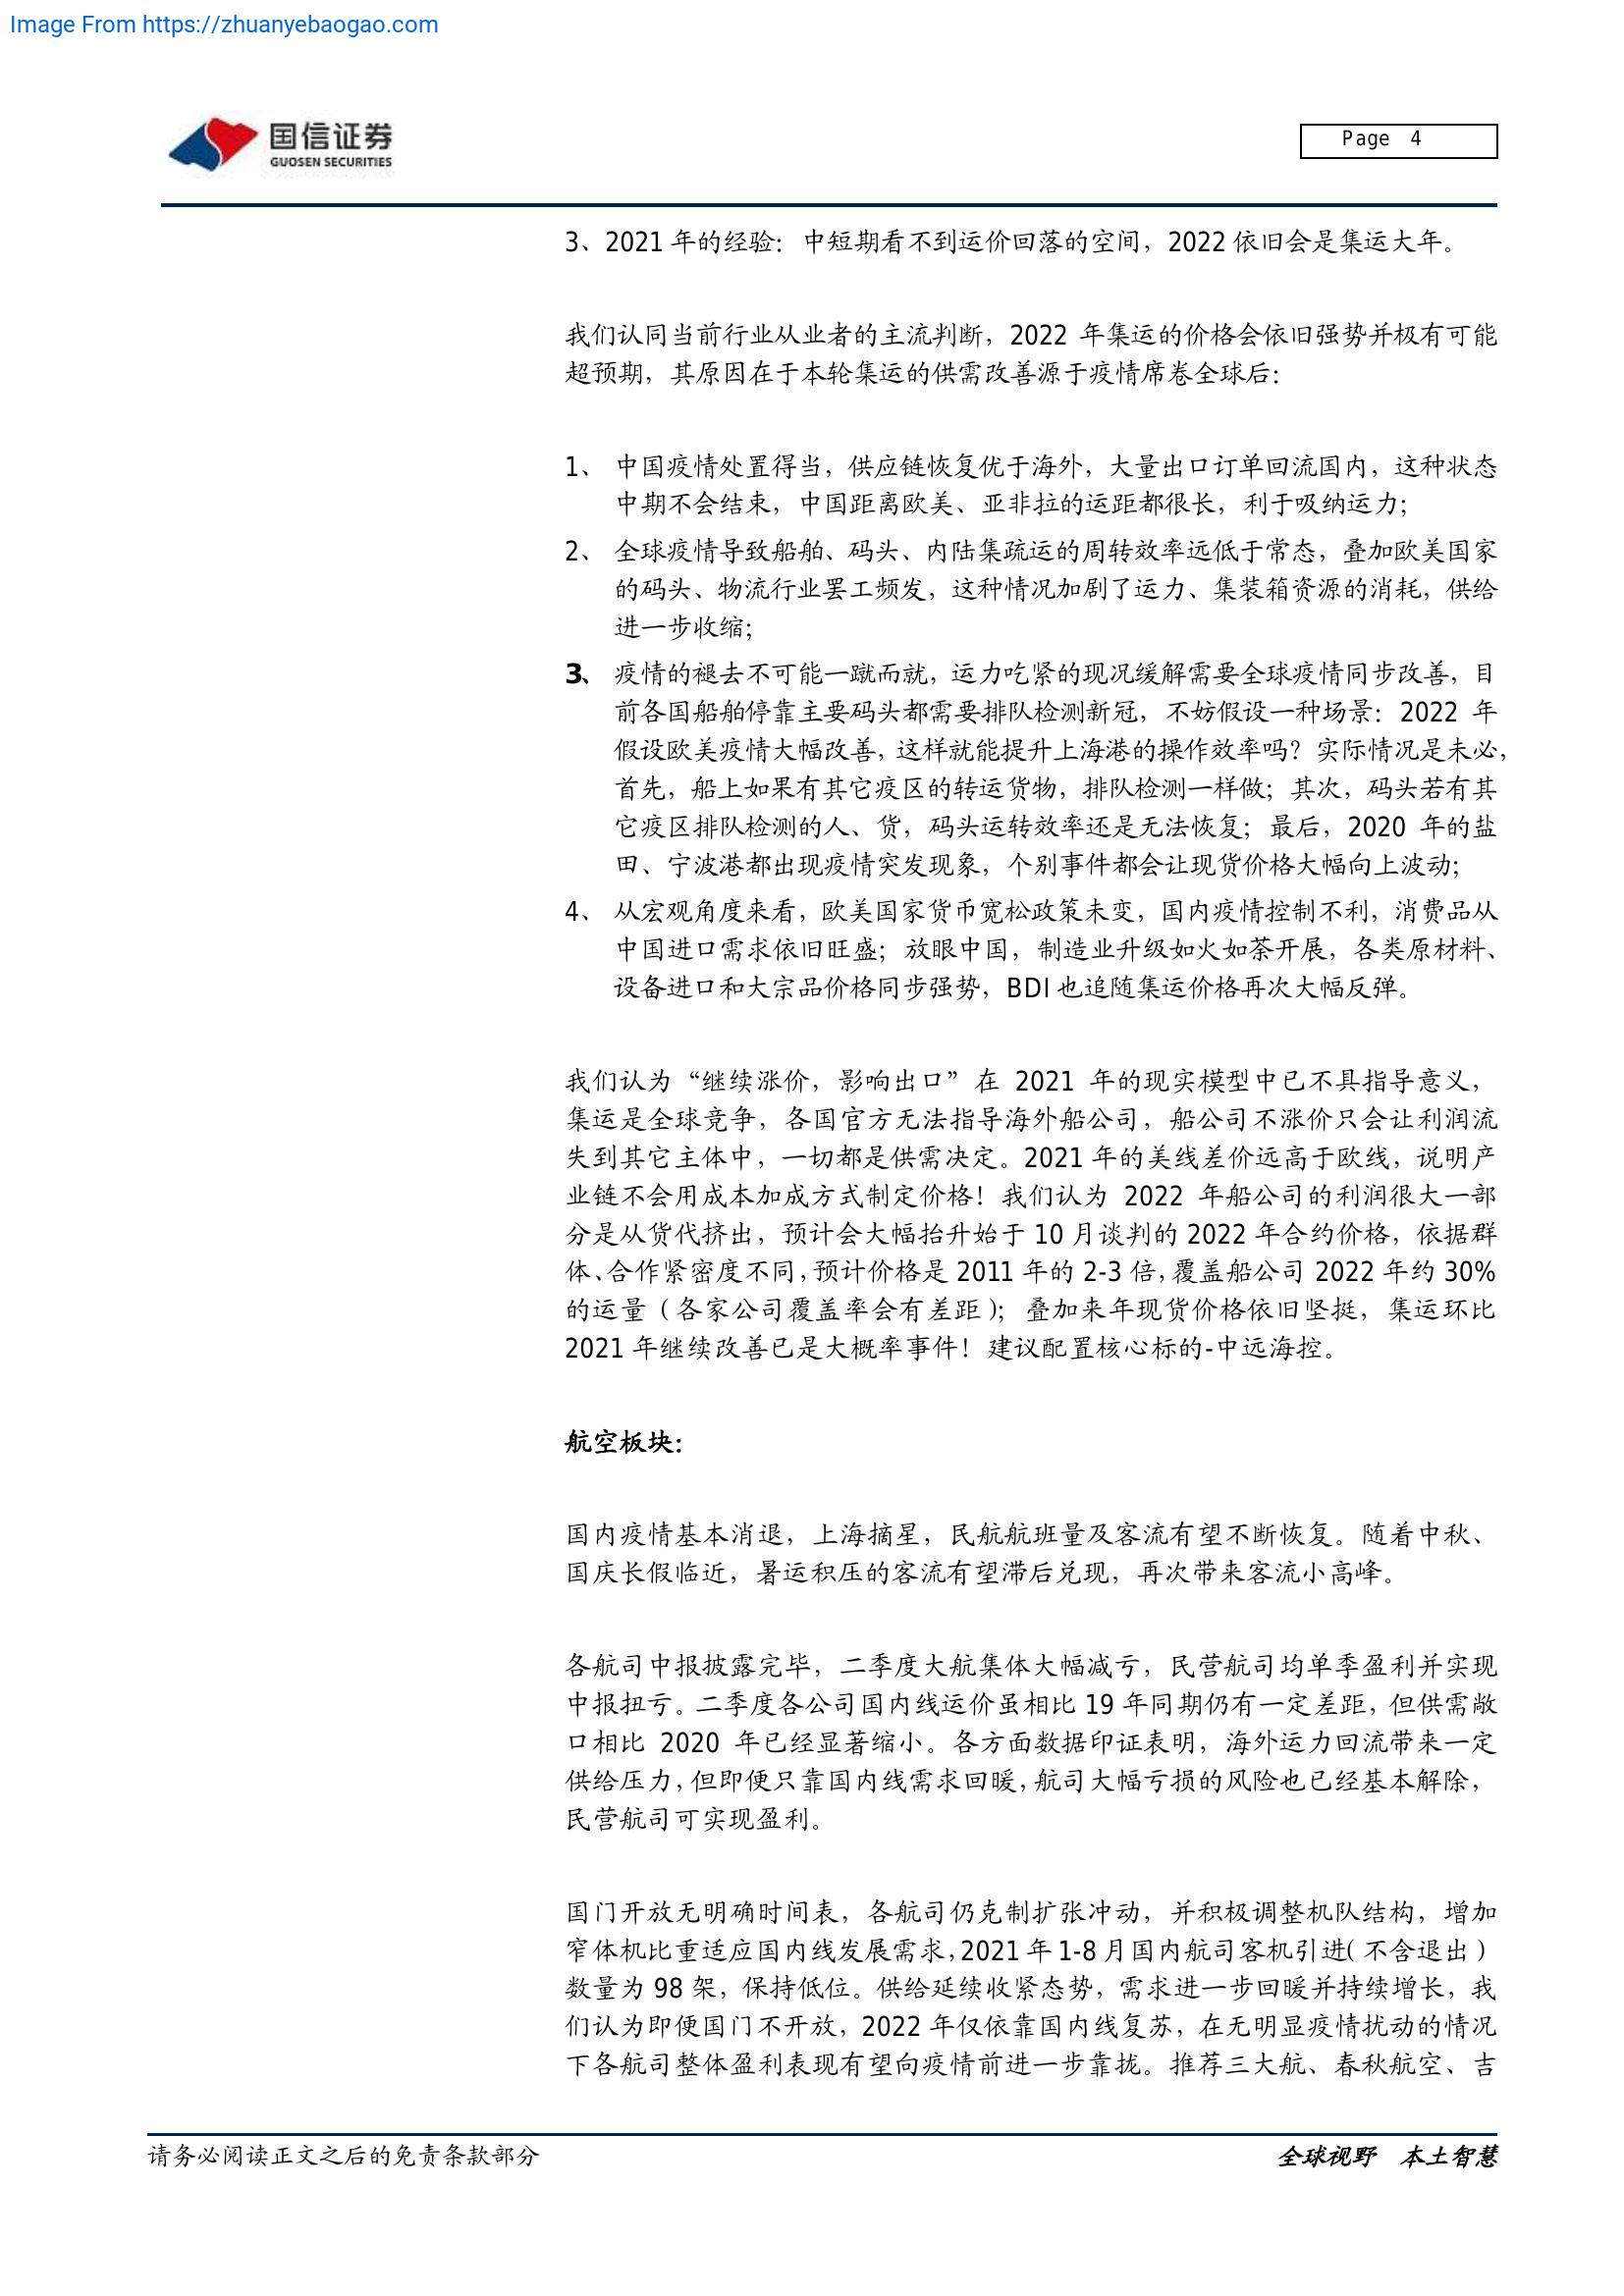 Image From https://zhuanyebaogao.com
国信证券
GUOSEN SECURITIES
Page 4
3、2021 年的经验：中短期看不到运价回落的空间，2022 依旧会是集运大年。
我们认同当前行业从业者的主流判断，2022 年集运的价格会依旧强势并极有可能
超预期，其原因在于本轮集运的供需改善源于疫情席卷全球后：
1、 中国疫情处置得当，供应链恢复优于海外，大量出口订单回流国内，这种状态
中期不会结束，中国距离欧美、亚非拉的运距都很长，利于吸纳运力；
2、 全球疫情导致船舶、码头、内陆集疏运的周转效率远低于常态，叠加欧美国家
的码头、物流行业罢工频发，这种情况加剧了运力、集装箱资源的消耗，供给
进一步收缩；
3、 疫情的褪去不可能一蹴而就，运力吃紧的现况缓解需要全球疫情同步改善，目
前各国船舶停靠主要码头都需要排队检测新冠，不妨假设一种场景：2022 年
假设欧美疫情大幅改善，这样就能提升上海港的操作效率吗？实际情况是未必，
首先，船上如果有其它疫区的转运货物，排队检测一样做；其次，码头若有其
它疫区排队检测的人、货，码头运转效率还是无法恢复；最后，2020 年的盐
田、宁波港都出现疫情突发现象，个别事件都会让现货价格大幅向上波动；
4、 从宏观角度来看，欧美国家货币宽松政策未变，国内疫情控制不利，消费品从
中国进口需求依旧旺盛；放眼中国，制造业升级如火如荼开展，各类原材料、
设备进口和大宗品价格同步强势，BDI 也追随集运价格再次大幅反弹。
我们认为“继续涨价，影响出口”在 2021 年的现实模型中已不具指导意义，
集运是全球竞争，各国官方无法指导海外船公司，船公司不涨价只会让利润流
失到其它主体中，一切都是供需决定。2021 年的美线差价远高于欧线，说明产
业链不会用成本加成方式制定价格！我们认为 2022 年船公司的利润很大一部
分是从货代挤出，预计会大幅抬升始于 10 月谈判的 2022 年合约价格，依据群
体、合作紧密度不同，预计价格是 2011 年的 2-3 倍，覆盖船公司 2022 年约 30%
的运量（各家公司覆盖率会有差距）；叠加来年现货价格依旧坚挺，集运环比
2021 年继续改善已是大概率事件！建议配置核心标的-中远海控。
航空板块：
国内疫情基本消退，上海摘星，民航航班量及客流有望不断恢复。随着中秋、
国庆长假临近，暑运积压的客流有望滞后兑现，再次带来客流小高峰。
各航司中报披露完毕，二季度大航集体大幅减亏，民营航司均单季盈利并实现
中报扭亏。二季度各公司国内线运价虽相比 19 年同期仍有一定差距，但供需敞
口相比 2020 年已经显著缩小。各方面数据印证表明，海外运力回流带来一定
供给压力，但即便只靠国内线需求回暖，航司大幅亏损的风险也已经基本解除，
民营航司可实现盈利。
国门开放无明确时间表，各航司仍克制扩张冲动，并积极调整机队结构，增加
窄体机比重适应国内线发展需求，2021 年 1-8 月国内航司客机引进（不含退出）
数量为 98 架，保持低位。供给延续收紧态势，需求进一步回暖并持续增长，我
们认为即便国门不开放，2022 年仅依靠国内线复苏，在无明显疫情扰动的情况
下各航司整体盈利表现有望向疫情前进一步靠拢。推荐三大航、春秋航空、吉
请务必阅读正文之后的免责条款部分
全球视野 本土智慧